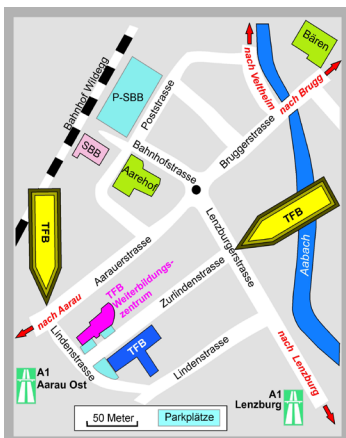 Bären
nach Veltheim
nach Brugg
Bahnhof Wildegg
P-SBB
Poststrasse
SBB
Bahnhofstrasse
Bruggerstrasse
Aarehof
TFB
TFB
Aabach
Aarauerstrasse
Lenzburgerstrasse
TFB
Weiterbildungs-
zentrum
Zurlindenstrasse
nach Aarau
Lindenstrasse
TFB
Lindenstrasse
nach Lenzburg
A1
Aarau Ost
A1
Lenzburg
50 Meter
Parkplätze